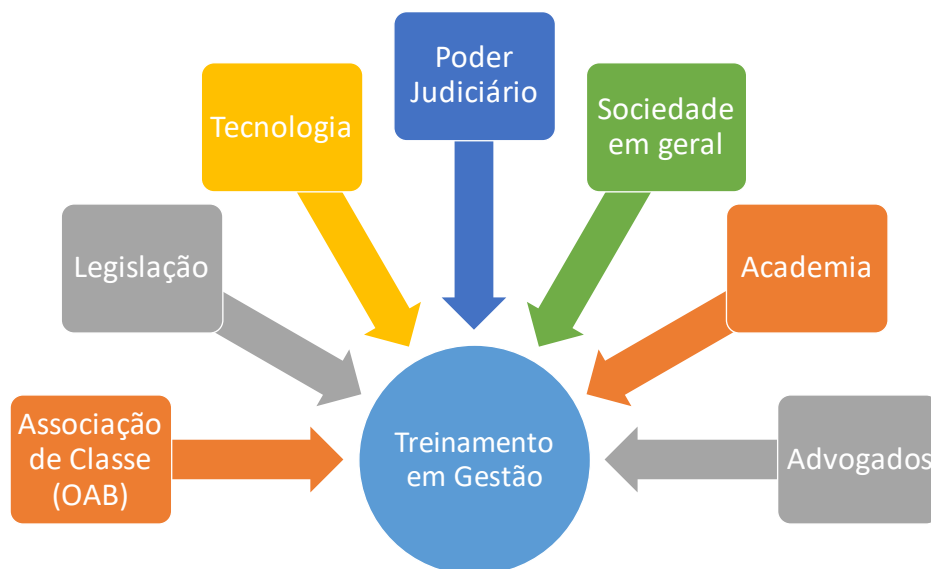 Poder
Judiciário
Tecnologia
Sociedade
em geral
Legislação
Academia
Associação
de Classe
(OAB)
Treinamento
em Gestão
Advogados